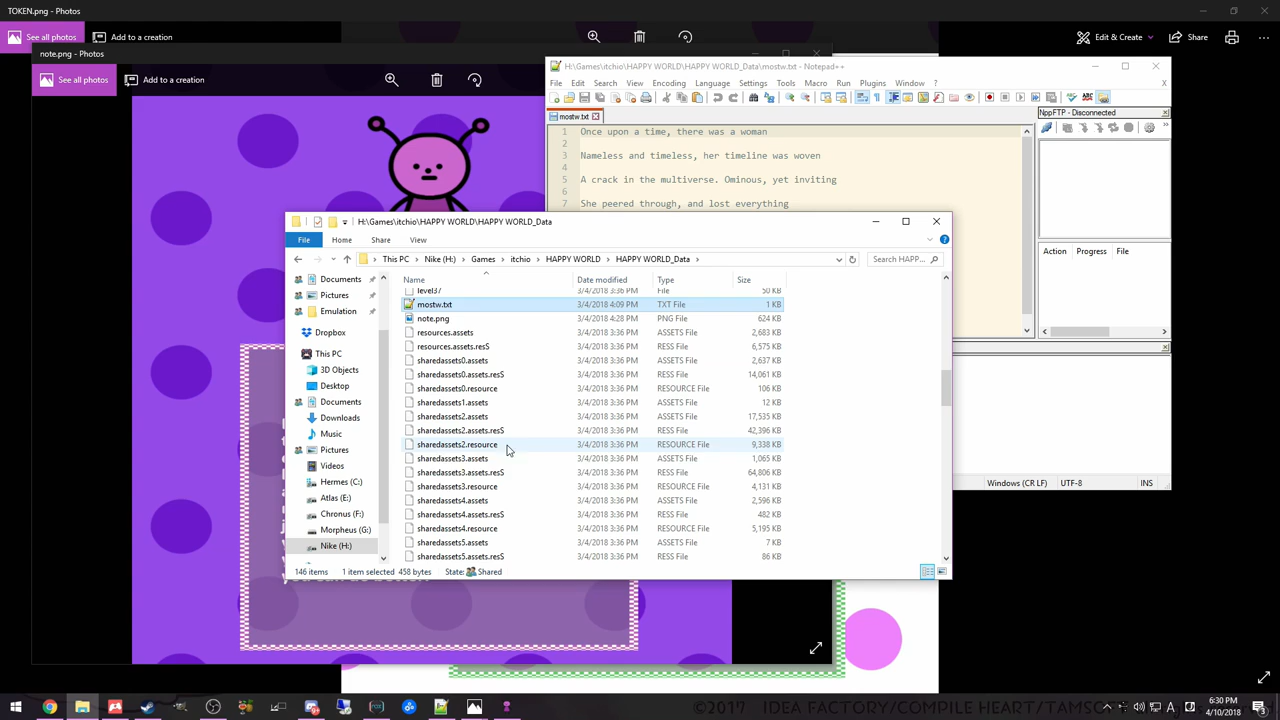 TOKEN.png - Photos
See all photos
Add to a creation
Edit & Create
Share
note.png - Photos
See all photos
Add to a creation
H:\Games\itchio\HAPPY WORLD\HAPPY WORLD_Data\mostw.txt - Notepad++
File Edit Search View Encoding Language Settings Tools Macro Run Plugins Window ?
X
mostw.txt
NppFTP - Disconnected
1 Once upon a time, there was a woman
2
3 Nameless and timeless, her timeline was woven
4
5 A crack in the multiverse. Ominous, yet inviting
6
7 She peered through, and lost everything
Action Progress File
Windows (CR LF) UTF-8 INS
H:\Games\itchio\HAPPY WORLD\HAPPY WORLD_Data
File Home Share View
This PC Nike (H:) Games itchio HAPPY WORLD HAPPY WORLD_Data
Search HAPP...
Documents
Pictures
Emulation
Dropbox
This PC
3D Objects
Desktop
Documents
Downloads
Music
Pictures
Videos
Hermes (C:)
Atlas (E:)
Chronus (F:)
Morpheus (G:)
Nike (H:)
Name Date modified Type Size
level37 3/4/2018 3:36 PM File 50 KB
mostw.txt 3/4/2018 4:09 PM TXT File 1 KB
note.png 3/4/2018 4:28 PM PNG File 624 KB
resources.assets 3/4/2018 3:36 PM ASSETS File 2,683 KB
resources.assets.resS 3/4/2018 3:36 PM RESS File 6,575 KB
sharedassets0.assets 3/4/2018 3:36 PM ASSETS File 2,637 KB
sharedassets0.assets.resS 3/4/2018 3:36 PM RESS File 14,061 KB
sharedassets0.resource 3/4/2018 3:36 PM RESOURCE File 106 KB
sharedassets1.assets 3/4/2018 3:36 PM ASSETS File 12 KB
sharedassets2.assets 3/4/2018 3:36 PM ASSETS File 17,535 KB
sharedassets2.assets.resS 3/4/2018 3:36 PM RESS File 42,396 KB
sharedassets2.resource 3/4/2018 3:36 PM RESOURCE File 9,338 KB
sharedassets3.assets 3/4/2018 3:36 PM ASSETS File 1,065 KB
sharedassets3.assets.resS 3/4/2018 3:36 PM RESS File 64,806 KB
sharedassets3.resource 3/4/2018 3:36 PM RESOURCE File 4,131 KB
sharedassets4.assets 3/4/2018 3:36 PM ASSETS File 2,596 KB
sharedassets4.assets.resS 3/4/2018 3:36 PM RESS File 482 KB
sharedassets4.resource 3/4/2018 3:36 PM RESOURCE File 5,195 KB
sharedassets5.assets 3/4/2018 3:36 PM ASSETS File 7 KB
sharedassets5.assets.resS 3/4/2018 3:36 PM RESS File 86 KB
146 items 1 item selected 458 bytes State: Shared
6:30 PM
4/10/2018